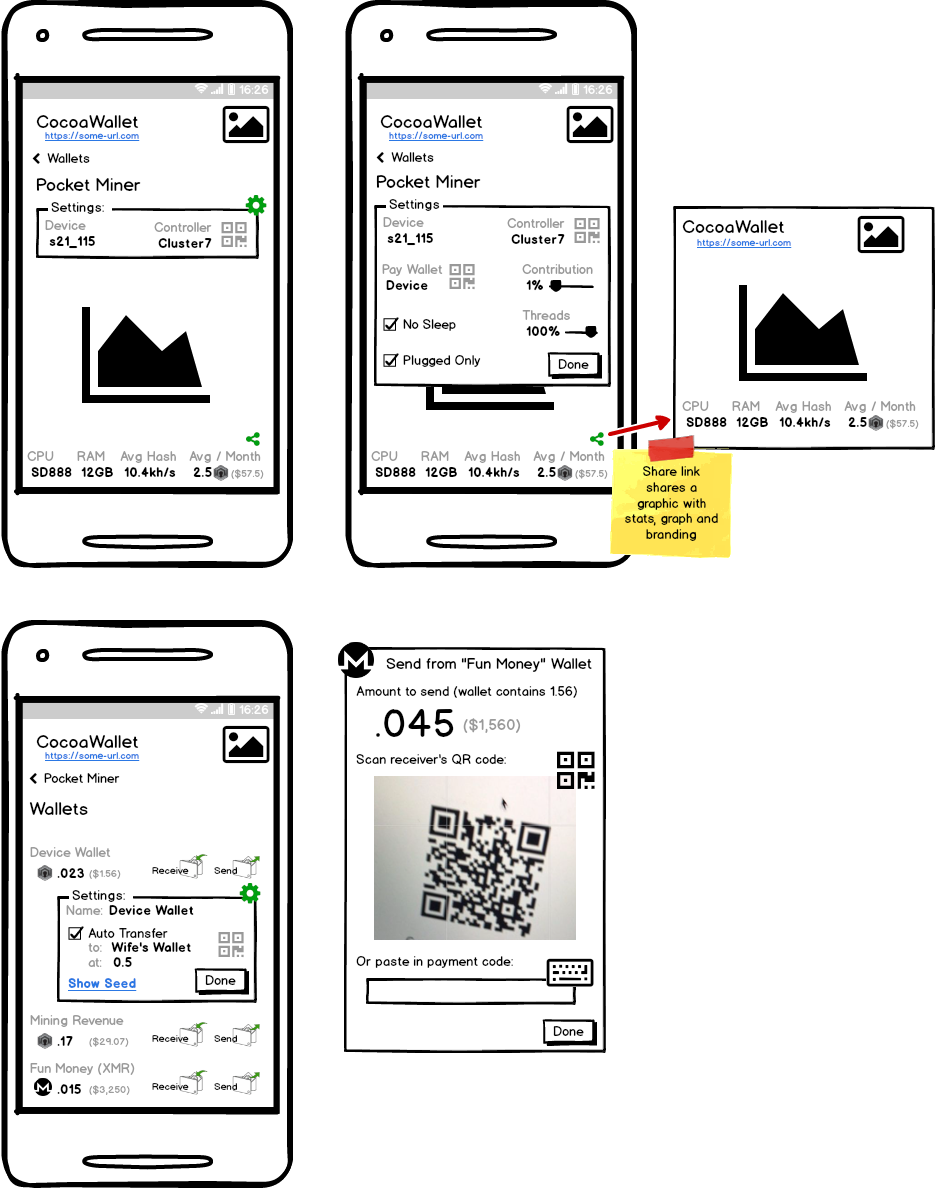 16:26
CocoaWallet
https://some-url.com
Wallets
Pocket Miner
Settings:
Device Controller
s21_115 Cluster7
CPU RAM Avg Hash Avg / Month
SD888 12GB 10.4kh/s 2.5 ($57.5)
16:26
CocoaWallet
https://some-url.com
Wallets
Pocket Miner
Settings
Device Controller
s21_115 Cluster7
Pay Wallet Contribution
Device 1%
Threads
No Sleep 100%
Plugged Only Done
CPU RAM Avg Hash Avg / Month
SD888 12GB 10.4kh/s 2.5 ($57.5)
CocoaWallet
https://some-url.com
CPU RAM Avg Hash Avg / Month
SD888 12GB 10.4kh/s 2.5 ($57.5)
Share link
shares a
graphic with
stats, graph and
branding
16:26
CocoaWallet
https://some-url.com
Pocket Miner
Wallets
Device Wallet
.023 ($1.56) Receive Send
Settings:
Name: Device Wallet
Auto Transfer
to: Wife's Wallet
at: 0.5
Show Seed Done
Mining Revenue
.17 ($29.07) Receive Send
Fun Money (XMR)
.015 ($3,250) Receive Send
Send from "Fun Money" Wallet
Amount to send (wallet contains 1.56)
.045 ($1,560)
Scan receiver's QR code:
Or paste in payment code:
Done